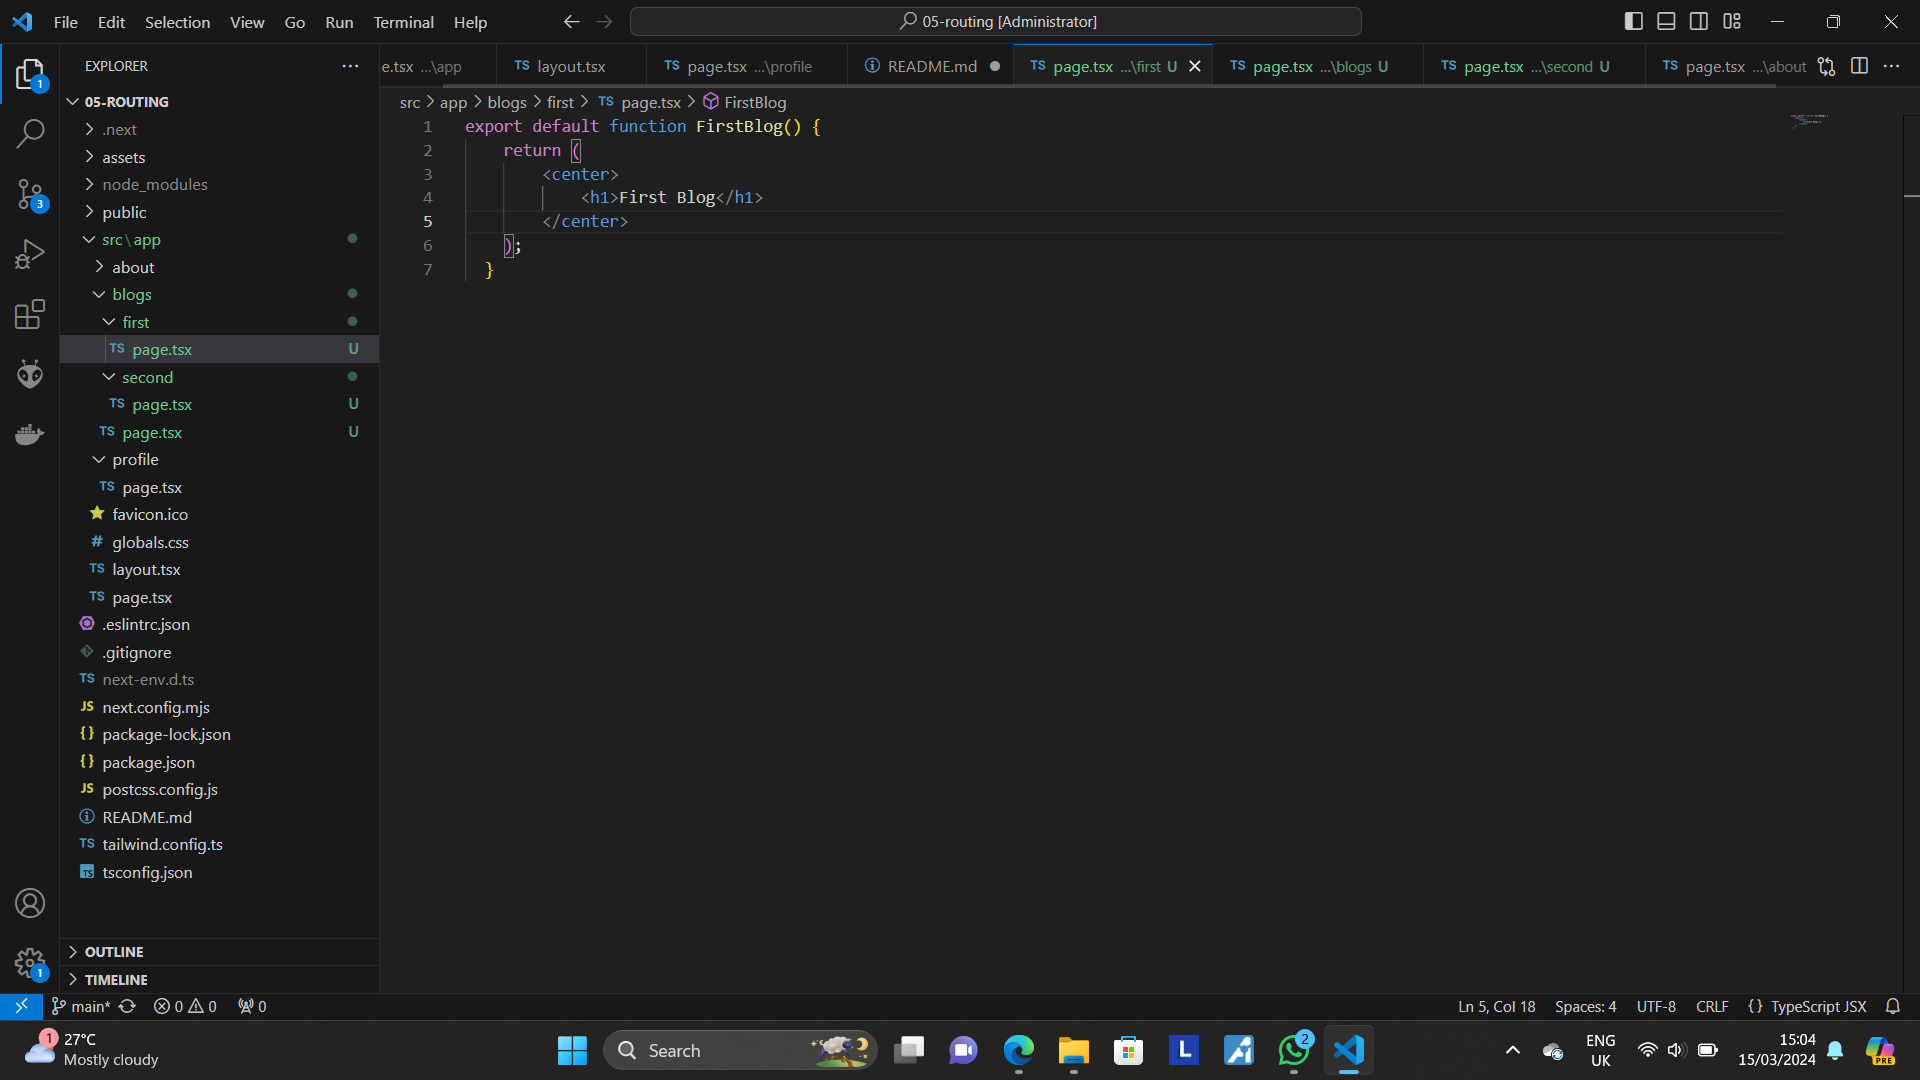 File Edit Selection View Go Run Terminal Help
05-routing [Administrator]
EXPLORER
e.tsx ...\app
TS layout.tsx
TS page.tsx ...\profile
README.md
TS page.tsx ...\first U
TS page.tsx ...\blogs U
TS page.tsx ...\second U
TS page.tsx ...\about
src > app > blogs > first > TS page.tsx > FirstBlog
1 export default function FirstBlog() {
2 return (
3 <center>
4 <h1>First Blog</h1>
5 </center>
6 );
7 }
1
3
05-ROUTING
.next
assets
node_modules
public
src\app
about
blogs
first
TS page.tsx U
second
TS page.tsx U
TS page.tsx U
profile
TS page.tsx
favicon.ico
# globals.css
TS layout.tsx
TS page.tsx
.eslintrc.json
.gitignore
TS next-env.d.ts
JS next.config.mjs
{} package-lock.json
{} package.json
JS postcss.config.js
README.md
TS tailwind.config.ts
TS tsconfig.json
OUTLINE
TIMELINE
1
main* 0 0 0
Ln 5, Col 18 Spaces: 4 UTF-8 CRLF {} TypeScript JSX
1
27°C
Mostly cloudy
Search
L
2
ENG
UK
15:04
15/03/2024
PRE